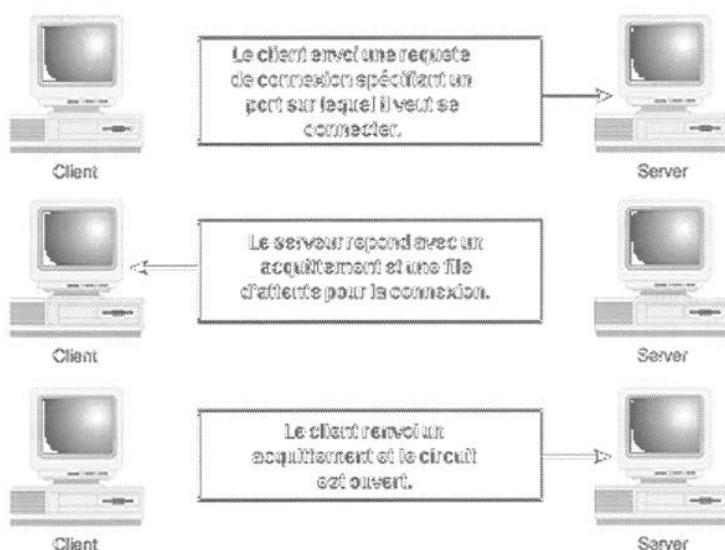 Le client envoi une requete
de connexion spécifiant un
port sur lequel il veut se
connecter.
Client
Server
Le serveur repond avec un
acquittement et une file
d'attente pour la connexion.
Client
Server
Le client renvoi un
acquittement et le circuit
est ouvert.
Client
Server